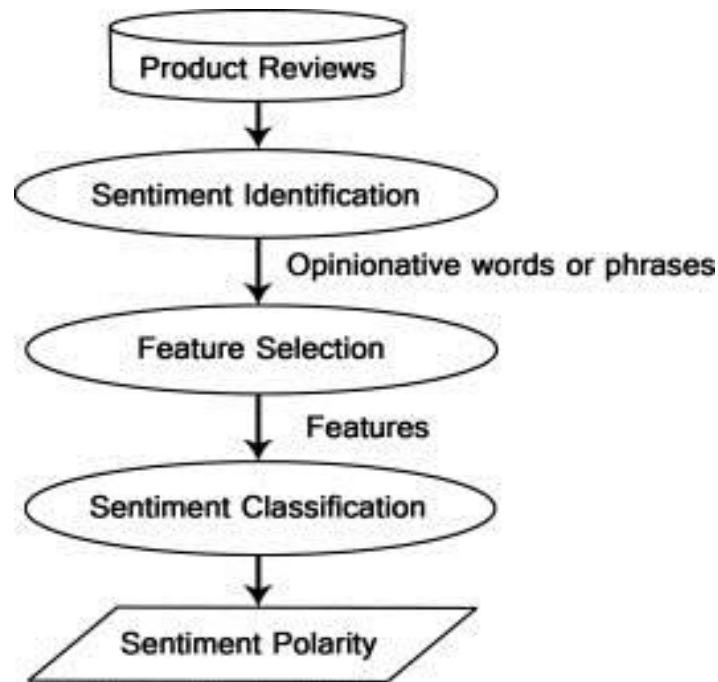 Product Reviews
Sentiment Identification
Opinionative words or phrases
Feature Selection
Features
Sentiment Classification
Sentiment Polarity